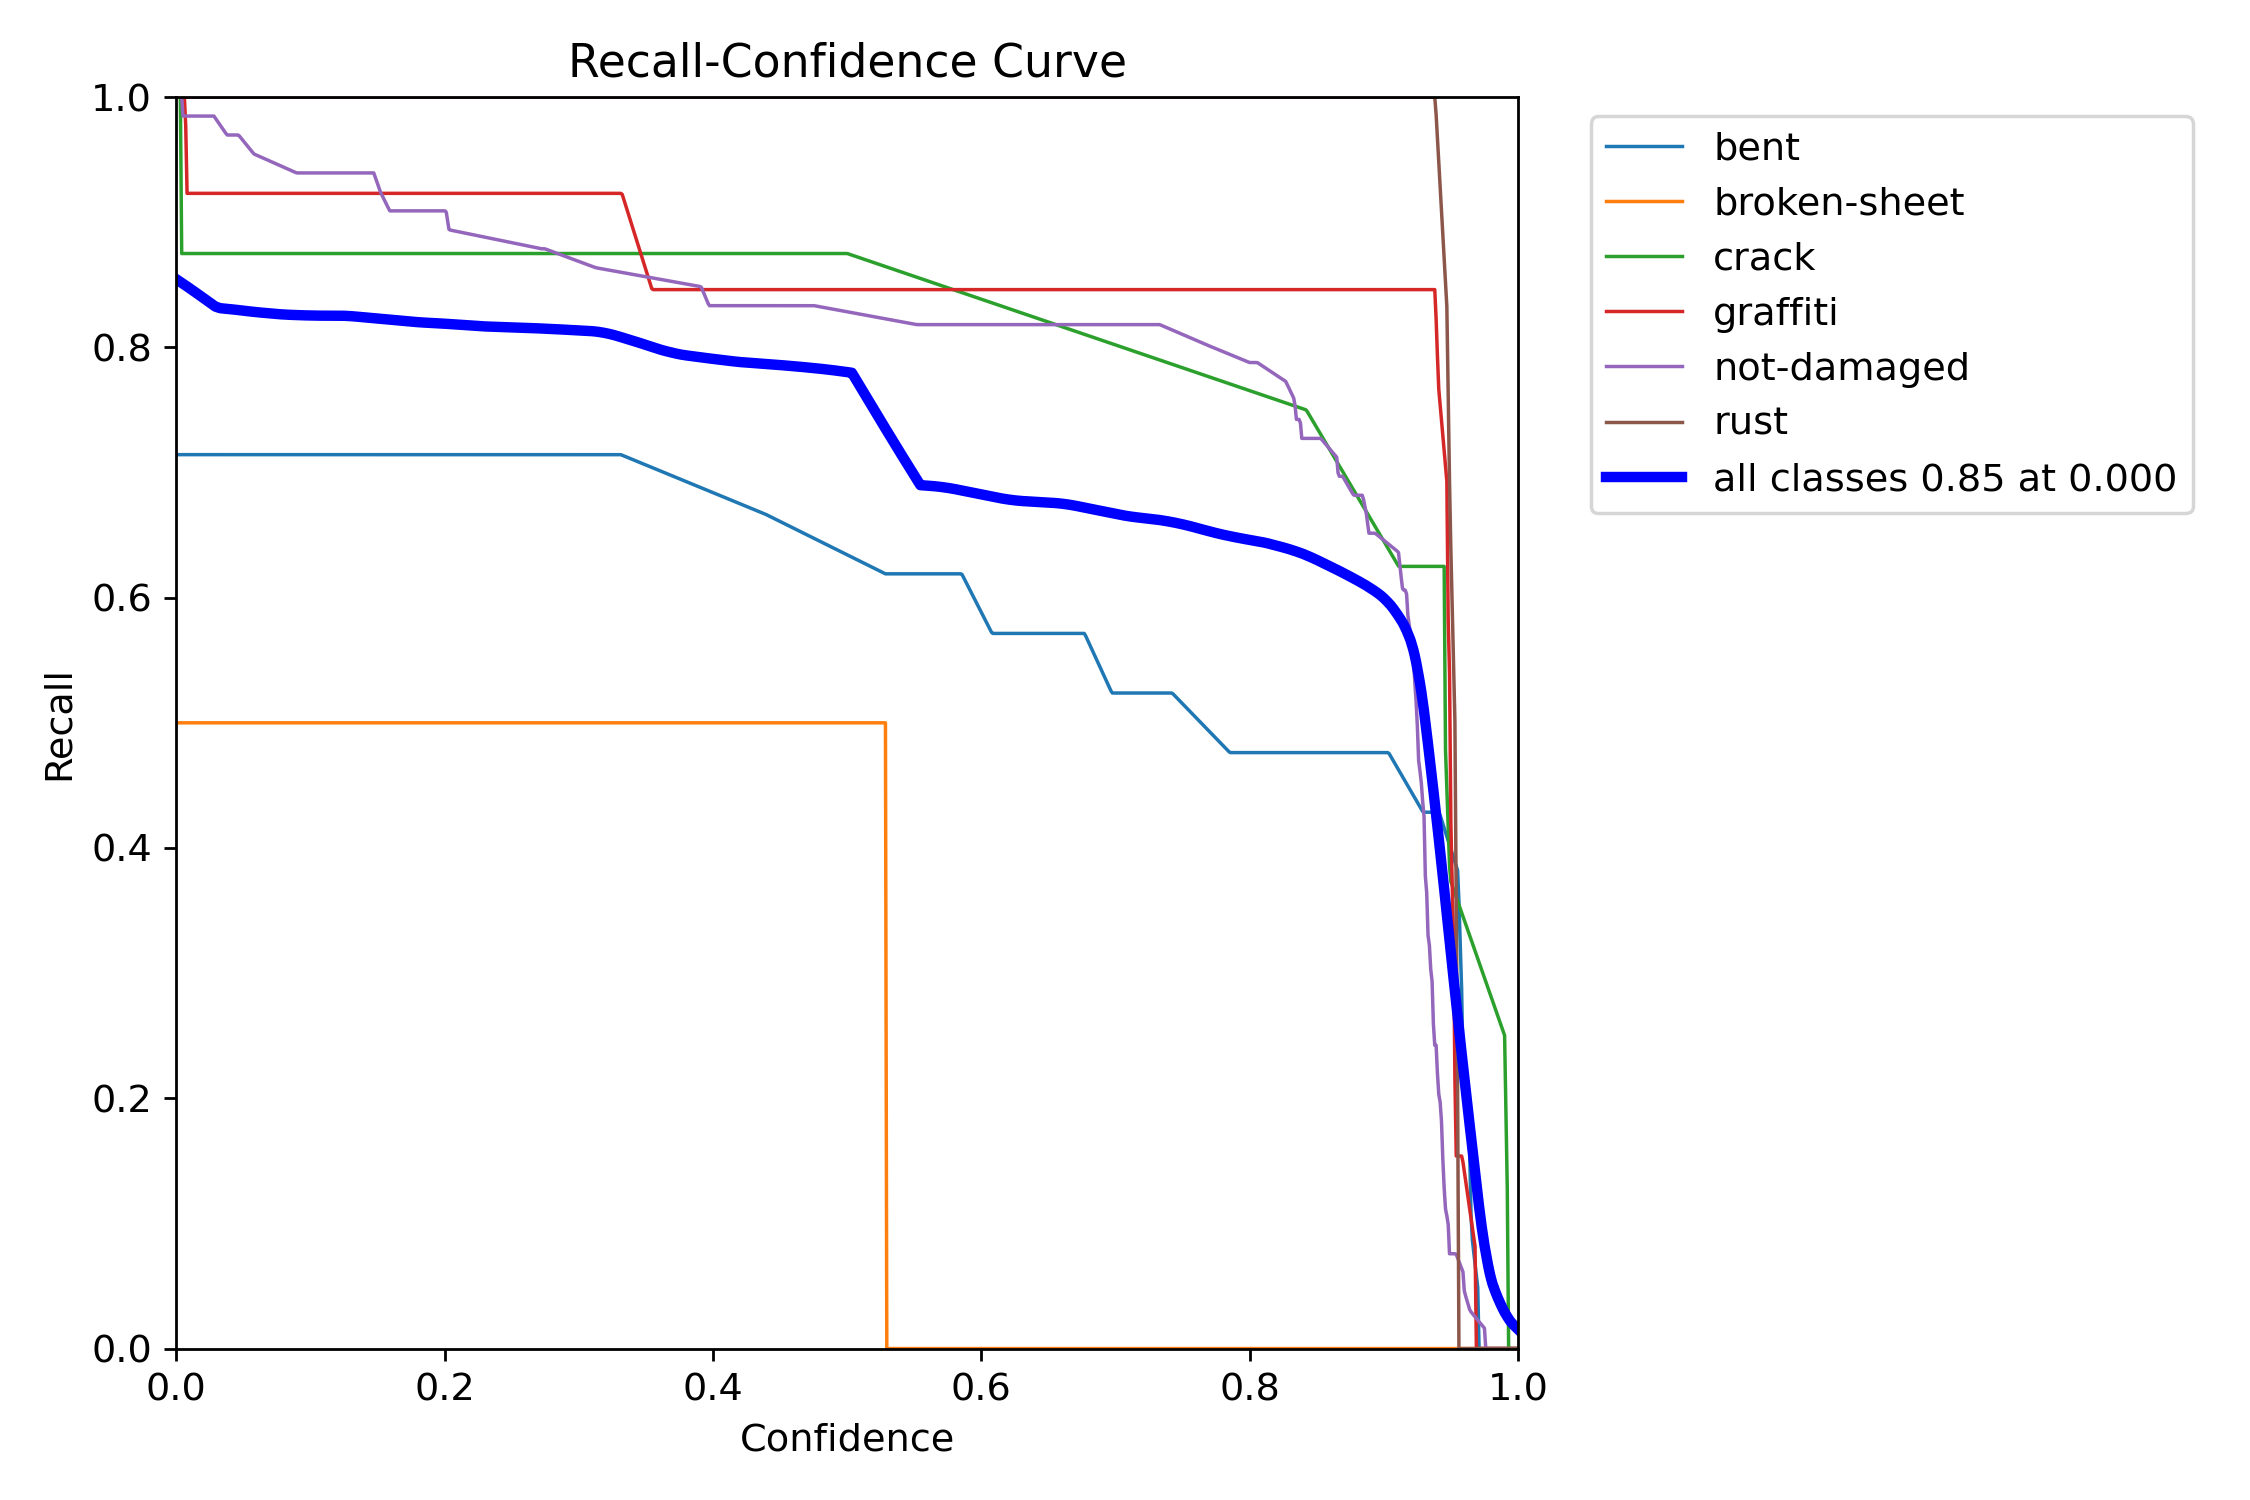 Recall-Confidence Curve
1.0
0.8
0.6
0.4
0.2
0.0
Recall
0.0 0.2 0.4 0.6 0.8 1.0
Confidence
bent
broken-sheet
crack
graffiti
not-damaged
rust
all classes 0.85 at 0.000